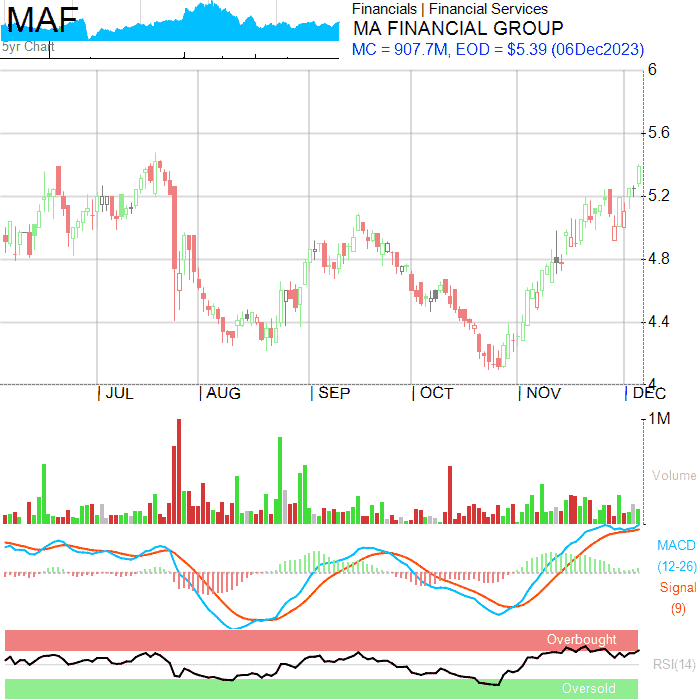 MAF
5yr Chart
Financials | Financial Services
MA FINANCIAL GROUP
MC = 907.7M, EOD = $5.39 (06Dec2023)
6
5.6
5.2
4.8
4.4
4
| JUL | AUG | SEP | OCT | NOV | DEC
1M
Volume
MACD
(12-26)
Signal
(9)
Overbought
RSI(14)
Oversold